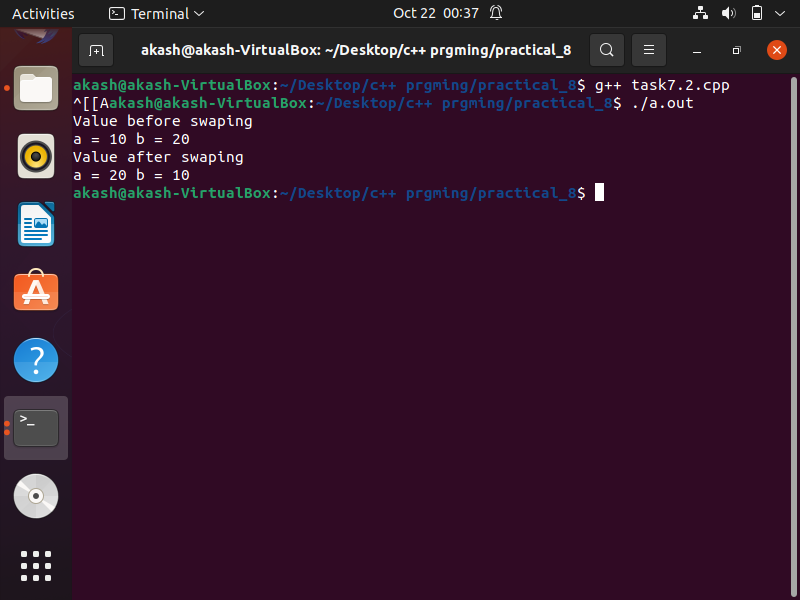 Activities Terminal Oct 22 00:37
akash@akash-VirtualBox: ~/Desktop/c++ prgming/practical_8
akash@akash-VirtualBox:~/Desktop/c++ prgming/practical_8$ g++ task7.2.cpp
^[[Aakash@akash-VirtualBox:~/Desktop/c++ prgming/practical_8$ ./a.out
Value before swaping
a = 10 b = 20
Value after swaping
a = 20 b = 10
akash@akash-VirtualBox:~/Desktop/c++ prgming/practical_8$